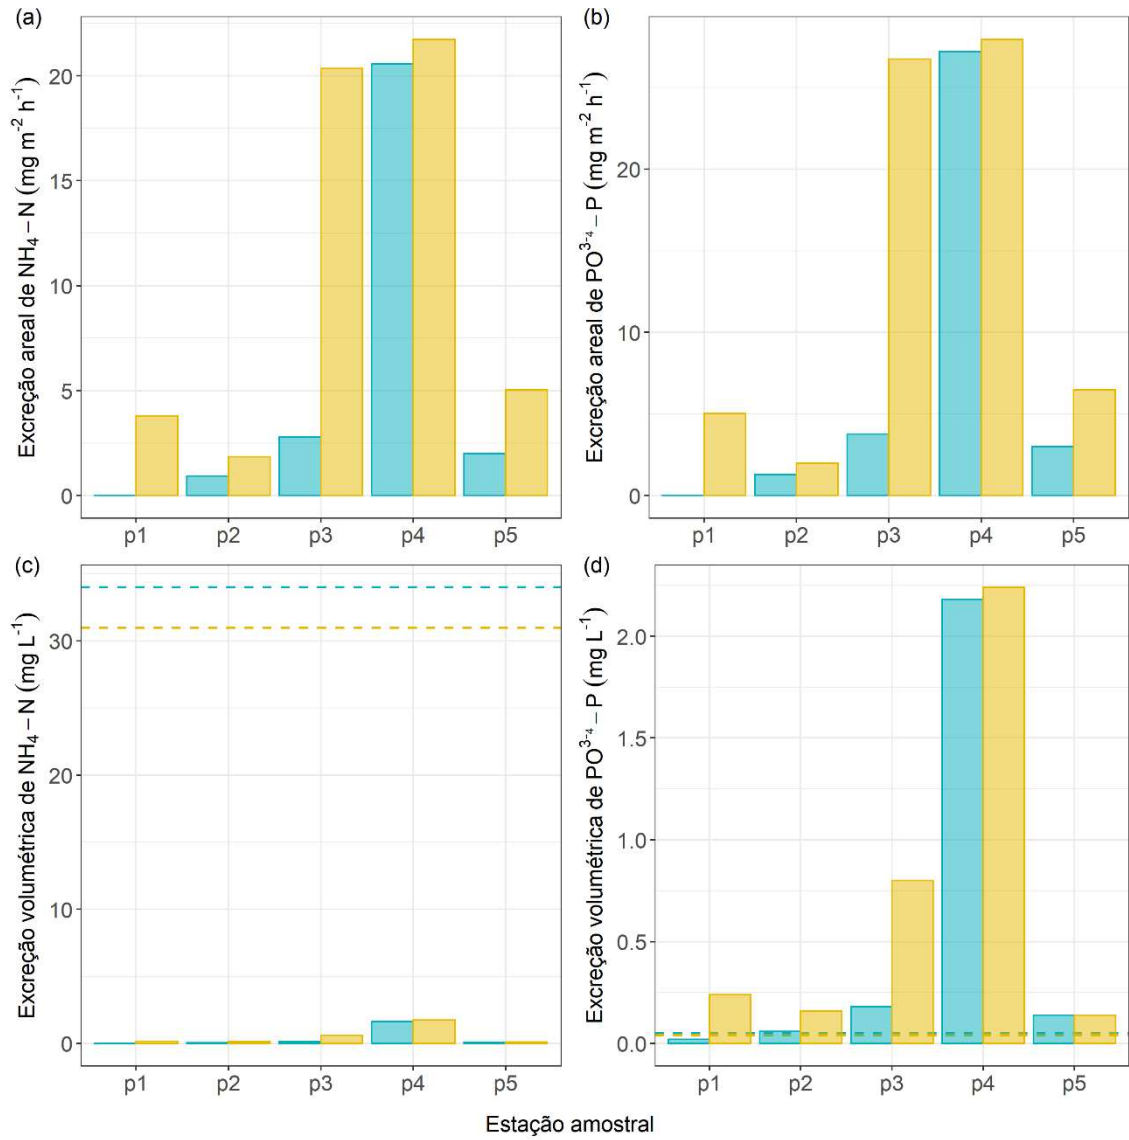 (a)
(b)
Excreção areal de NH₄ – N (mg m⁻² h⁻¹)
20
15
10
5
0
p1 p2 p3 p4 p5
Excreção areal de PO³⁻⁴ – P (mg m⁻² h⁻¹)
20
10
0
p1 p2 p3 p4 p5
(c)
(d)
Excreção volumétrica de NH₄ – N (mg L⁻¹)
30
20
10
0
p1 p2 p3 p4 p5
Excreção volumétrica de PO³⁻⁴ – P (mg L⁻¹)
2.0
1.5
1.0
0.5
0.0
p1 p2 p3 p4 p5
Estação amostral